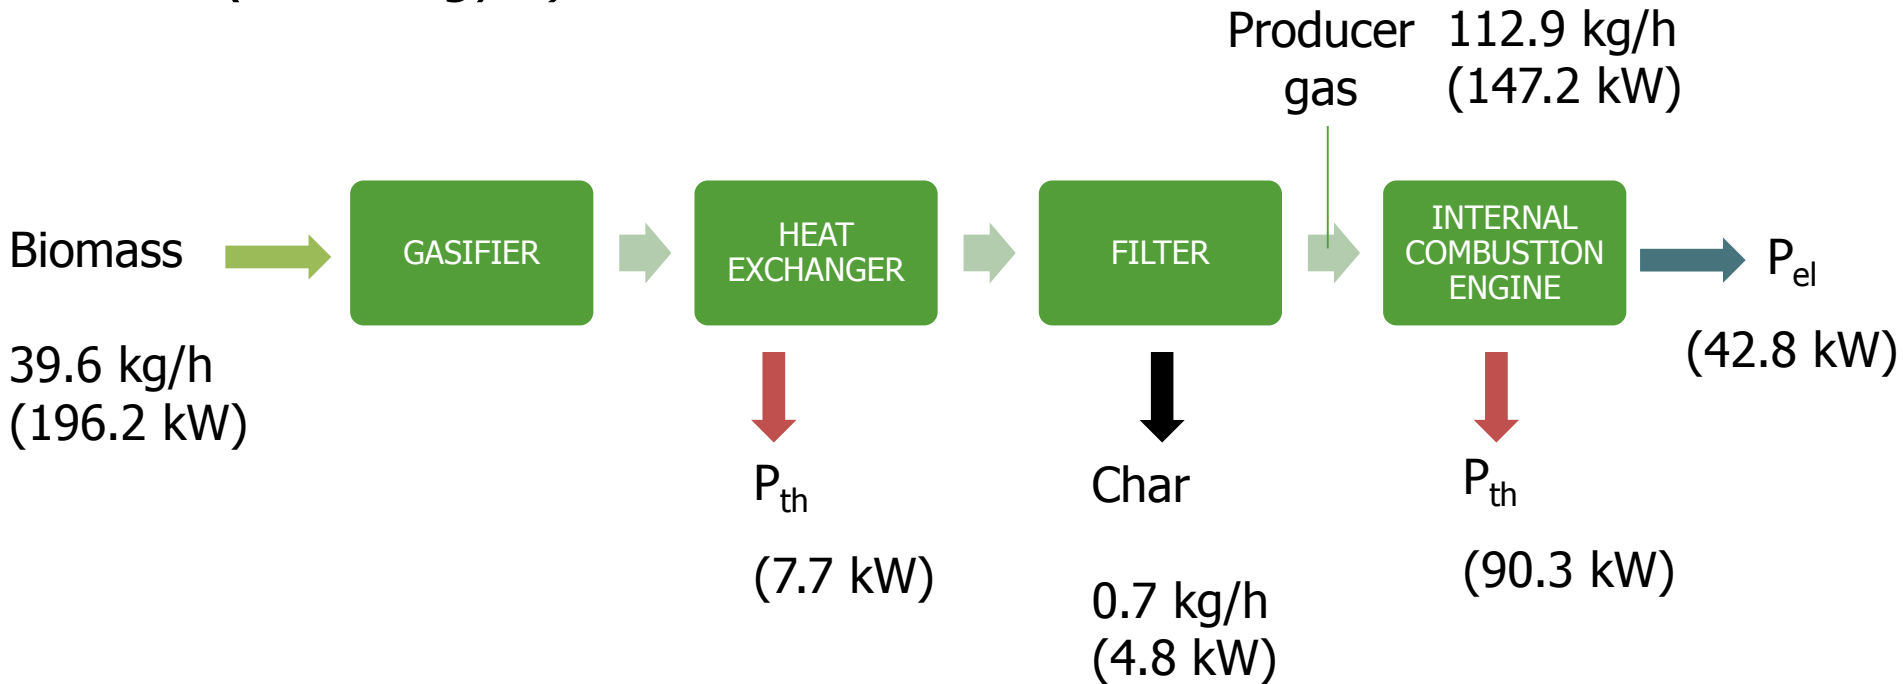 Producer 112.9 kg/h
gas (147.2 kW)
Biomass
GASIFIER
HEAT
EXCHANGER
FILTER
INTERNAL
COMBUSTION
ENGINE
Pel
39.6 kg/h
(196.2 kW)
(42.8 kW)
Pth
(7.7 kW)
Char
0.7 kg/h
(4.8 kW)
Pth
(90.3 kW)